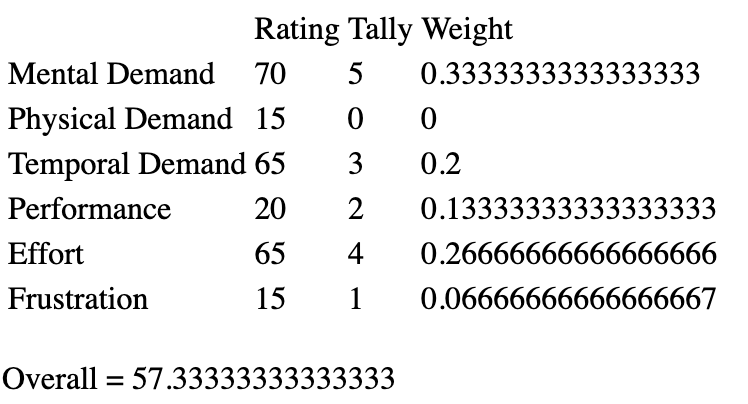 Rating Tally Weight
Mental Demand 70 5 0.3333333333333333
Physical Demand 15 0 0
Temporal Demand 65 3 0.2
Performance 20 2 0.13333333333333333
Effort 65 4 0.26666666666666666
Frustration 15 1 0.06666666666666667
Overall = 57.33333333333333